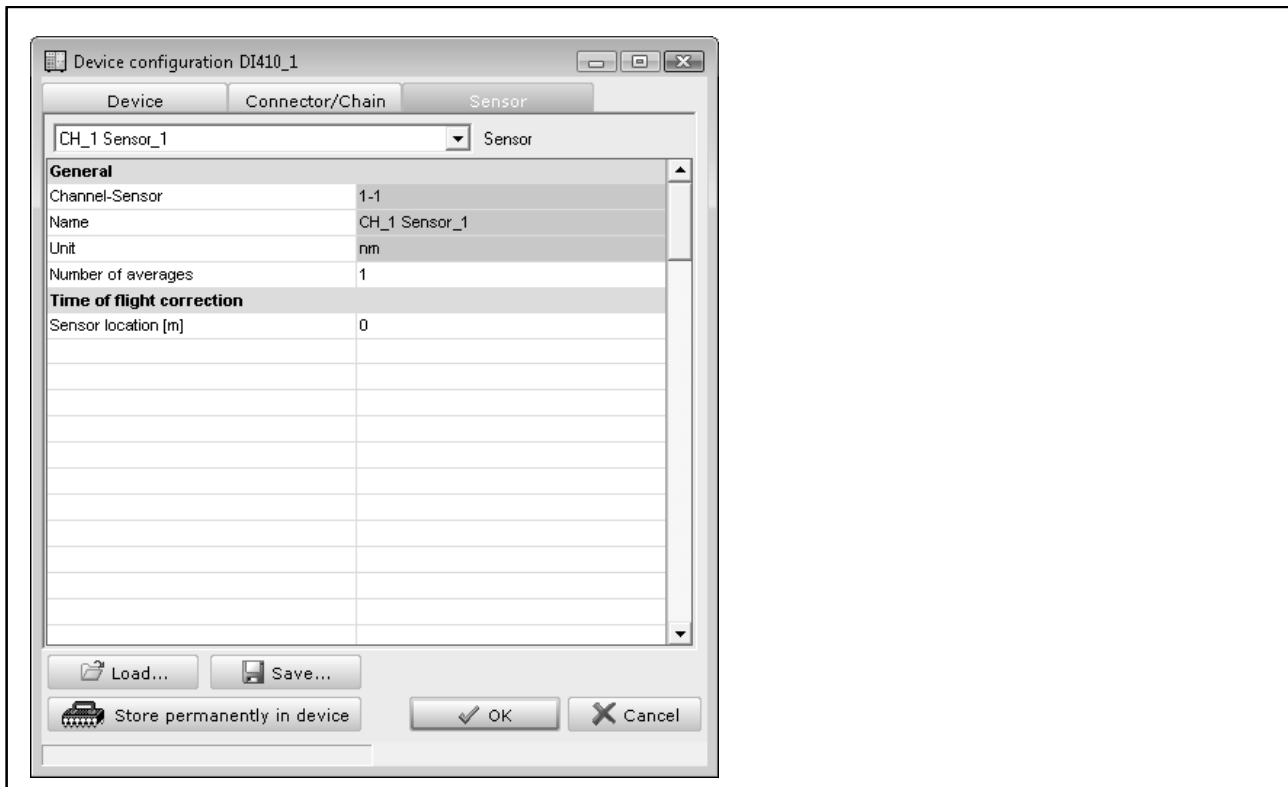 Device configuration DI410_1
Device Connector/Chain Sensor
CH_1 Sensor_1 Sensor
General
Channel-Sensor 1-1
Name CH_1 Sensor_1
Unit nm
Number of averages 1
Time of flight correction
Sensor location [m] 0
Load... Save...
Store permanently in device OK Cancel